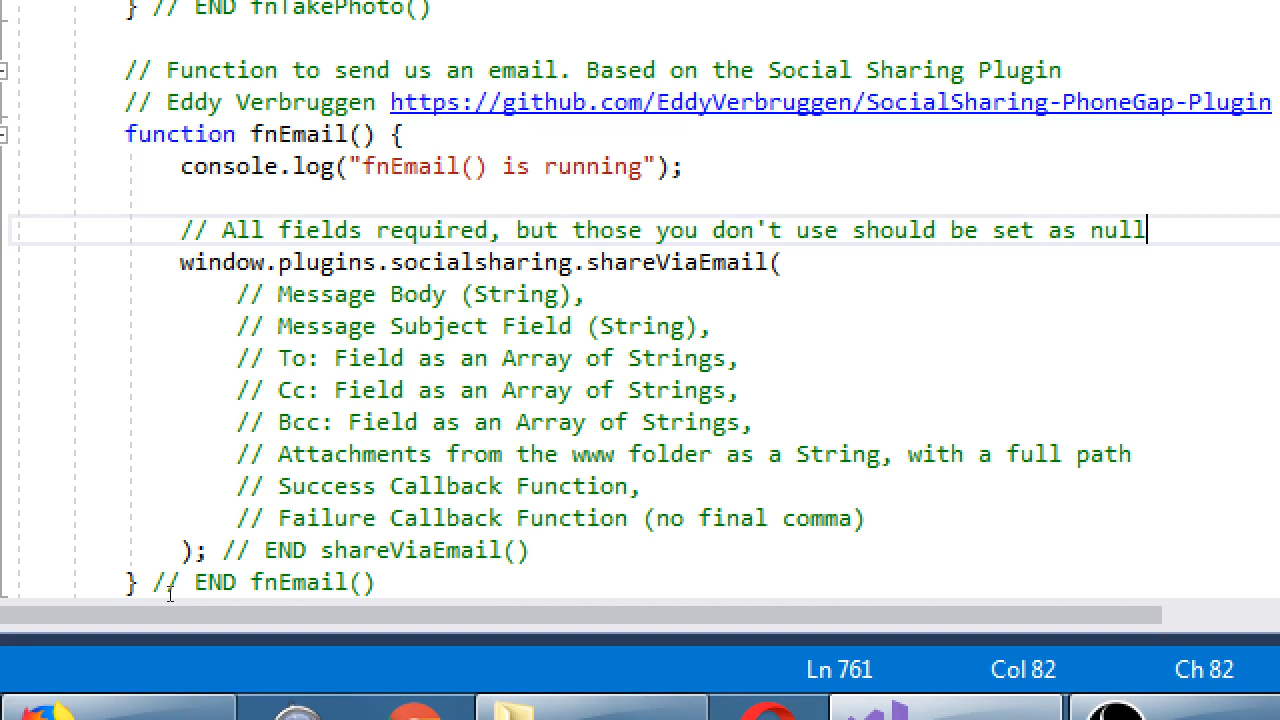 } // END fnTakePhoto()
// Function to send us an email. Based on the Social Sharing Plugin
// Eddy Verbruggen https://github.com/EddyVerbruggen/SocialSharing-PhoneGap-Plugin
function fnEmail() {
console.log("fnEmail() is running");
// All fields required, but those you don't use should be set as null
window.plugins.socialsharing.shareViaEmail(
// Message Body (String),
// Message Subject Field (String),
// To: Field as an Array of Strings,
// Cc: Field as an Array of Strings,
// Bcc: Field as an Array of Strings,
// Attachments from the www folder as a String, with a full path
// Success Callback Function,
// Failure Callback Function (no final comma)
); // END shareViaEmail()
} // END fnEmail()
Ln 761 Col 82 Ch 82